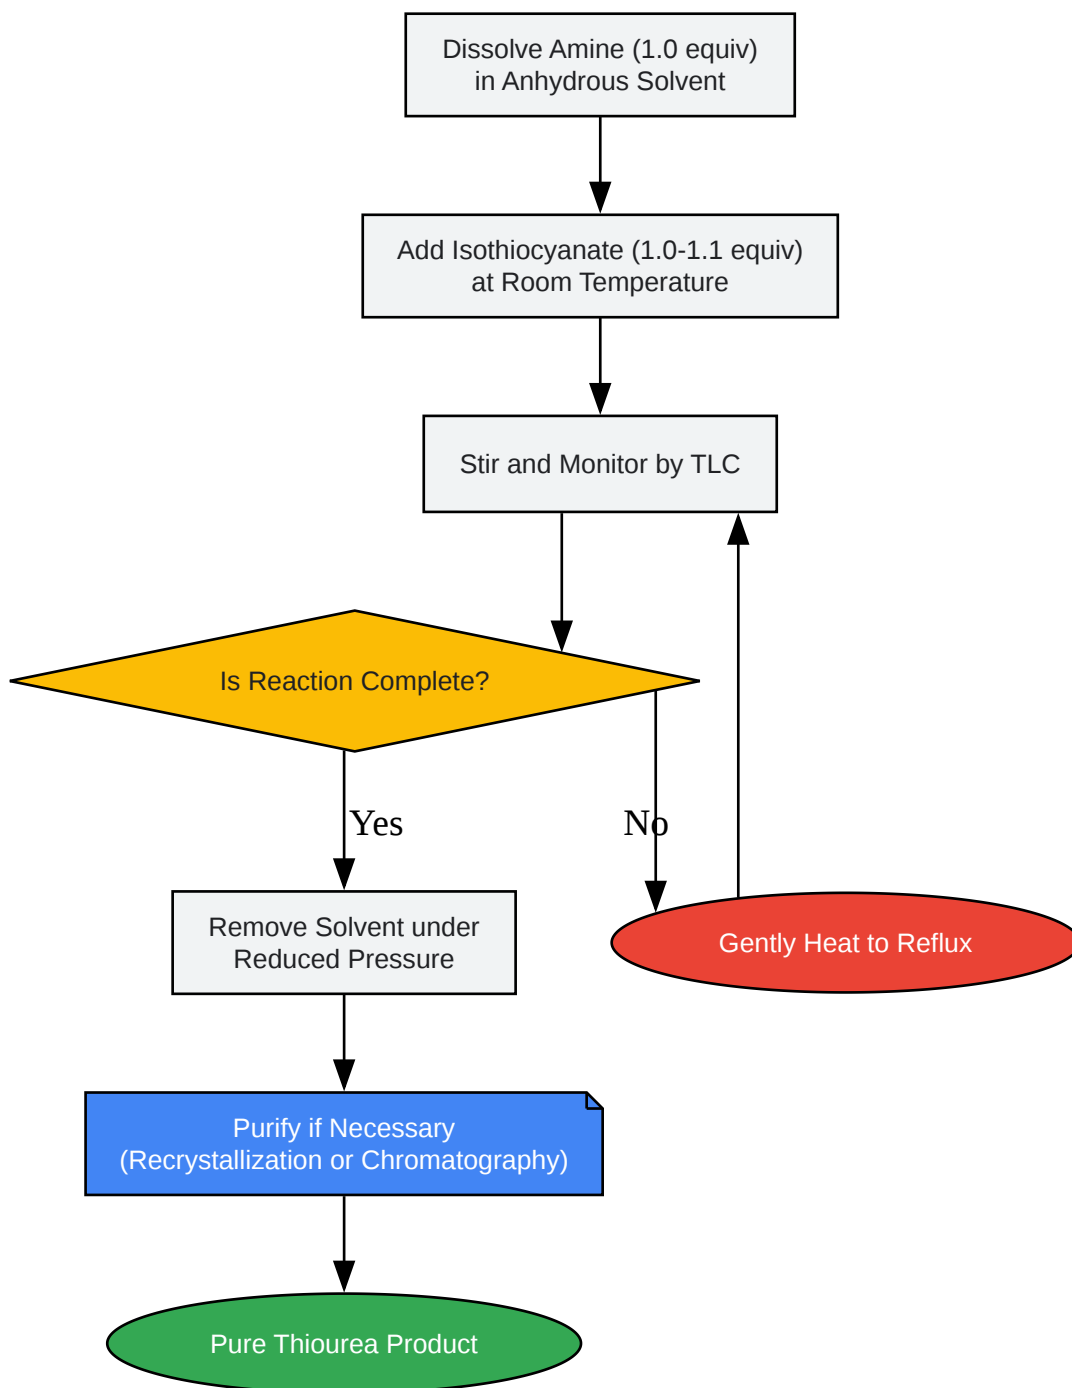 Dissolve Amine (1.0 equiv)
in Anhydrous Solvent
Add Isothiocyanate (1.0-1.1 equiv)
at Room Temperature
Stir and Monitor by TLC
Is Reaction Complete?
Yes
No
Remove Solvent under
Reduced Pressure
Gently Heat to Reflux
Purify if Necessary
(Recrystallization or Chromatography)
Pure Thiourea Product